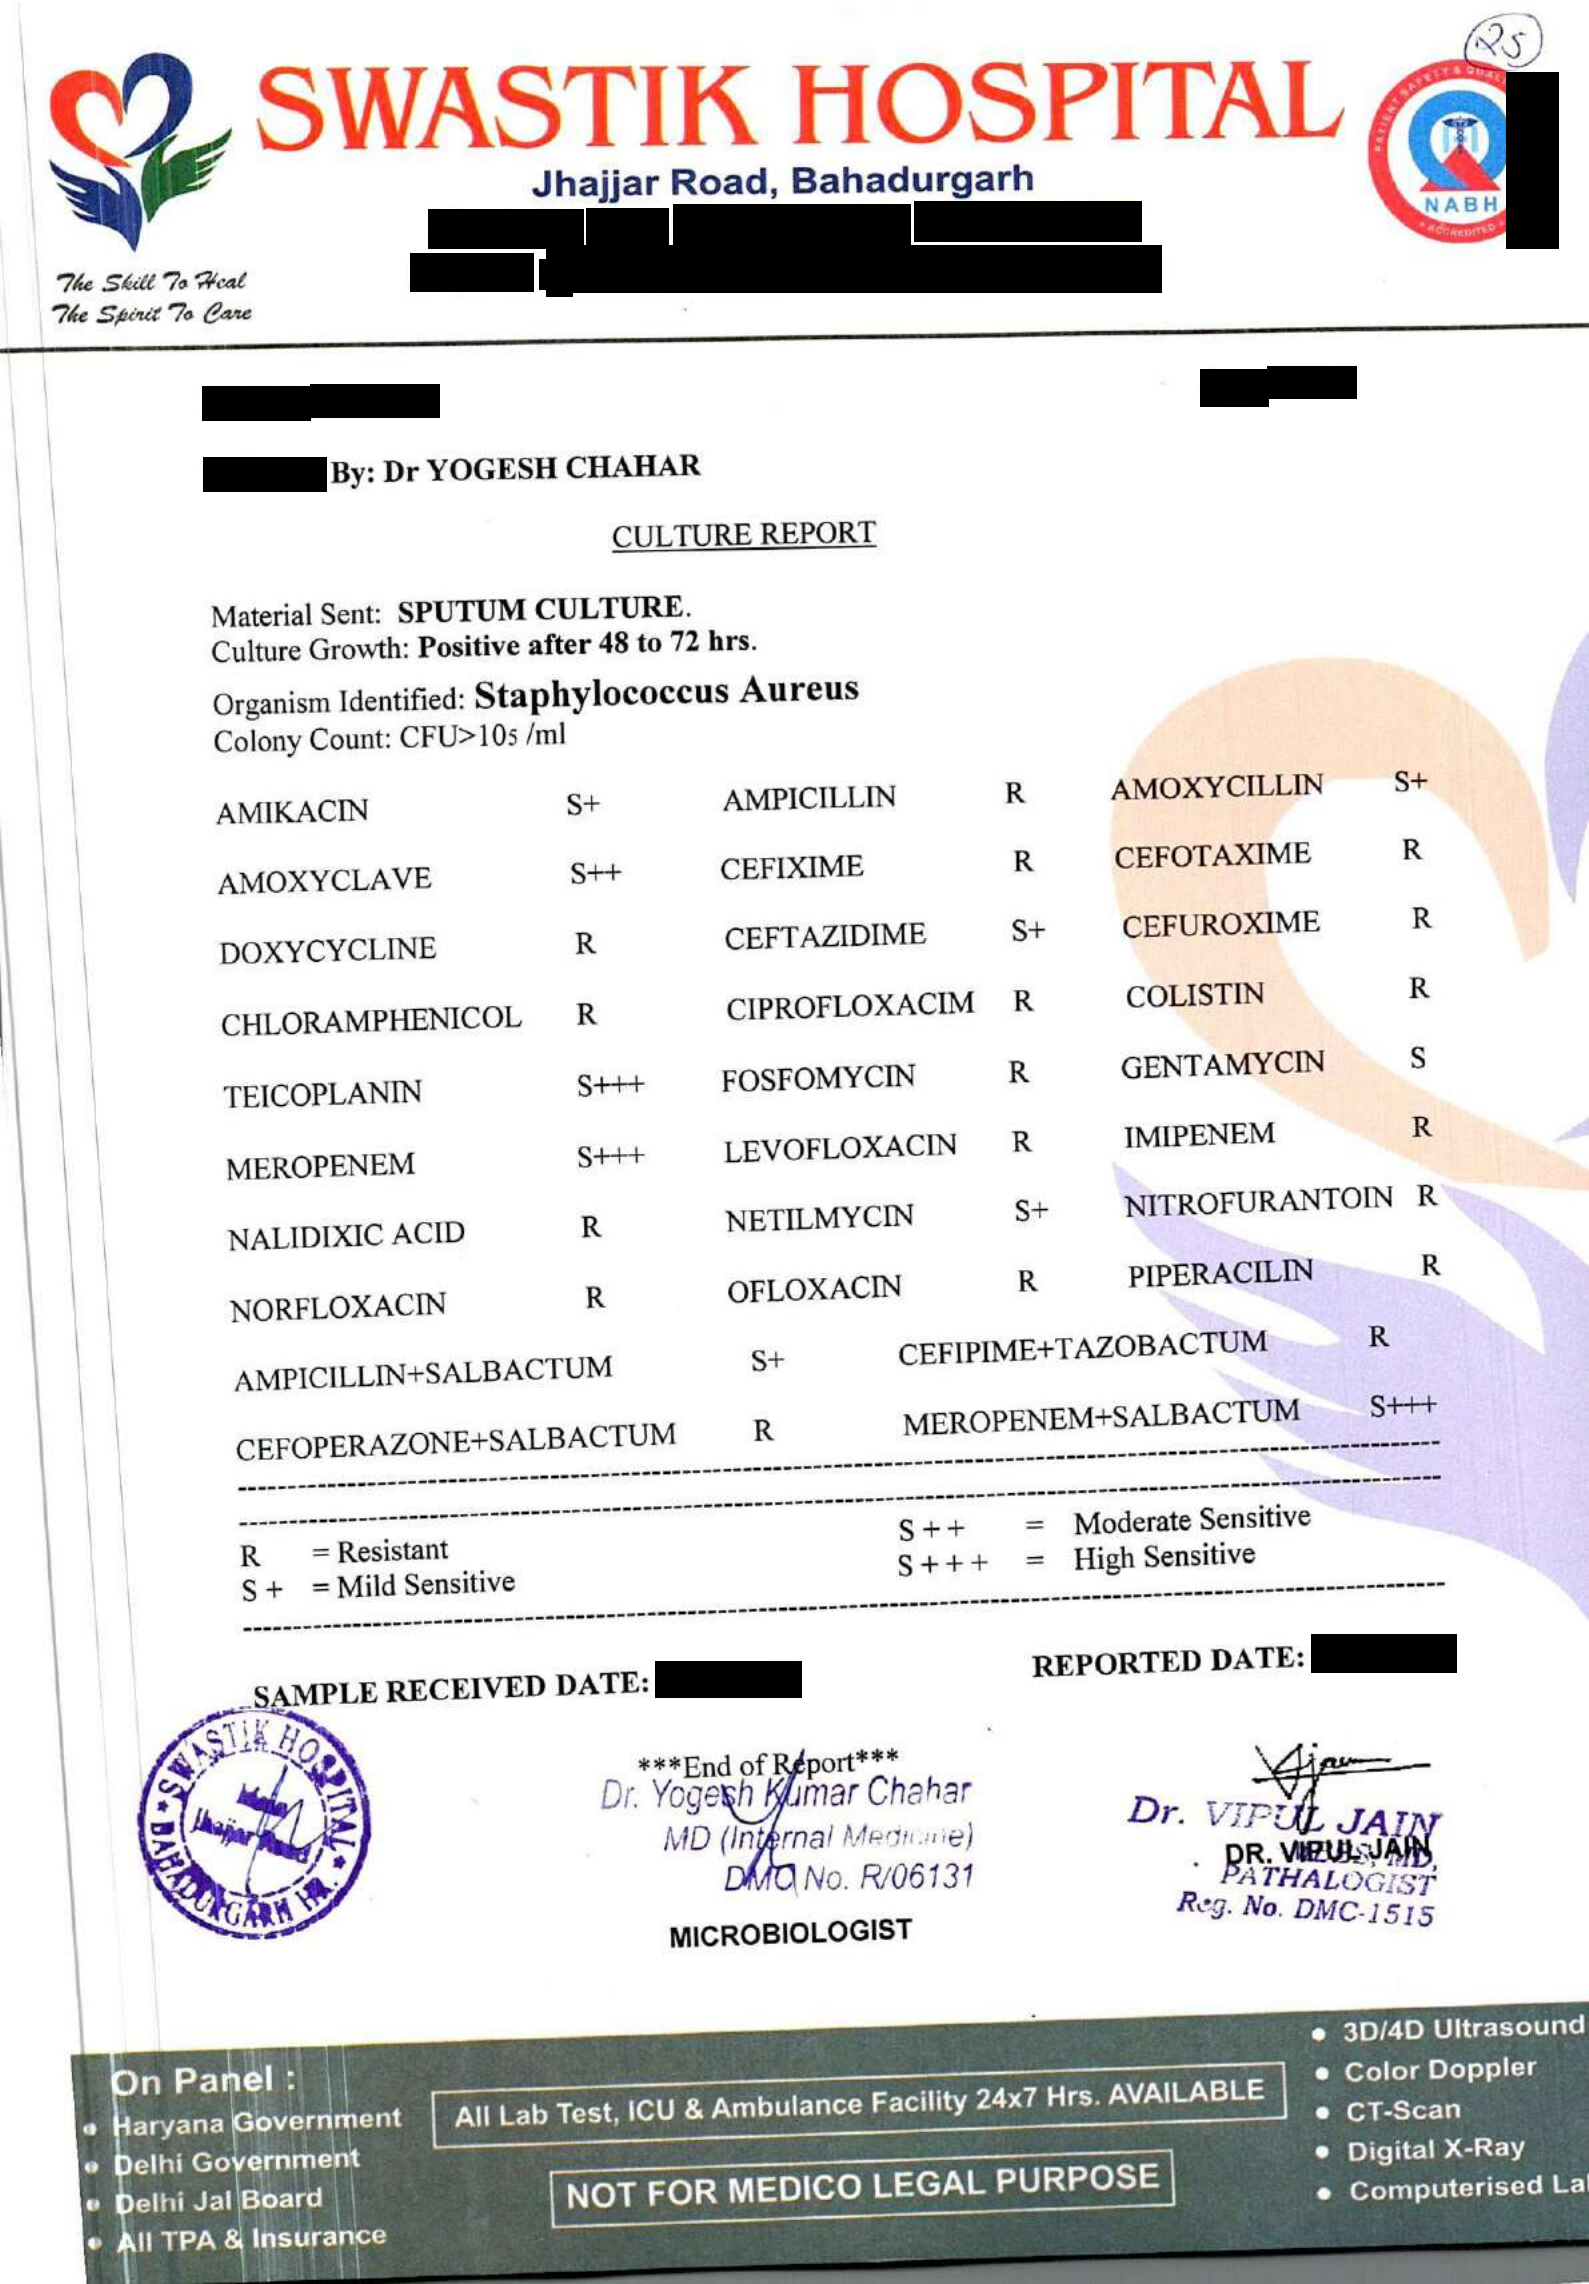 25
SWASTIK HOSPITAL
Jhajjar Road, Bahadurgarh
PATIENT SAFETY & QUAL
NABH
ACCREDITED
The Skill To Heal
The Spirit To Care
By: Dr YOGESH CHAHAR
CULTURE REPORT
Material Sent: SPUTUM CULTURE.
Culture Growth: Positive after 48 to 72 hrs.
Organism Identified: Staphylococcus Aureus
Colony Count: CFU>105 /ml
AMIKACIN S+ AMPICILLIN R AMOXYCILLIN S+
AMOXYCLAVE S++ CEFIXIME R CEFOTAXIME R
DOXYCYCLINE R CEFTAZIDIME S+ CEFUROXIME R
CHLORAMPHENICOL R CIPROFLOXACIM R COLISTIN R
TEICOPLANIN S+++ FOSFOMYCIN R GENTAMYCIN S
MEROPENEM S+++ LEVOFLOXACIN R IMIPENEM R
NALIDIXIC ACID R NETILMYCIN S+ NITROFURANTOIN R
NORFLOXACIN R OFLOXACIN R PIPERACILIN R
AMPICILLIN+SALBACTUM S+ CEFIPIME+TAZOBACTUM R
CEFOPERAZONE+SALBACTUM R MEROPENEM+SALBACTUM S+++
R = Resistant S++ = Moderate Sensitive
S+ = Mild Sensitive S+++ = High Sensitive
SAMPLE RECEIVED DATE: REPORTED DATE:
SWASTIK HOSPITAL
Jhajjar Road
BAHADURGARH HR.
***End of Report***
Dr. Yogesh Kumar Chahar
MD (Internal Medicine)
DMC No. R/06131
MICROBIOLOGIST
Dr. VIPUL JAIN
DR. VIPUL JAIN
MBBS, MD,
PATHALOGIST
Reg. No. DMC-1515
On Panel :
• Haryana Government
• Delhi Government
• Delhi Jal Board
• All TPA & Insurance
All Lab Test, ICU & Ambulance Facility 24x7 Hrs. AVAILABLE
NOT FOR MEDICO LEGAL PURPOSE
• 3D/4D Ultrasound
• Color Doppler
• CT-Scan
• Digital X-Ray
• Computerised La